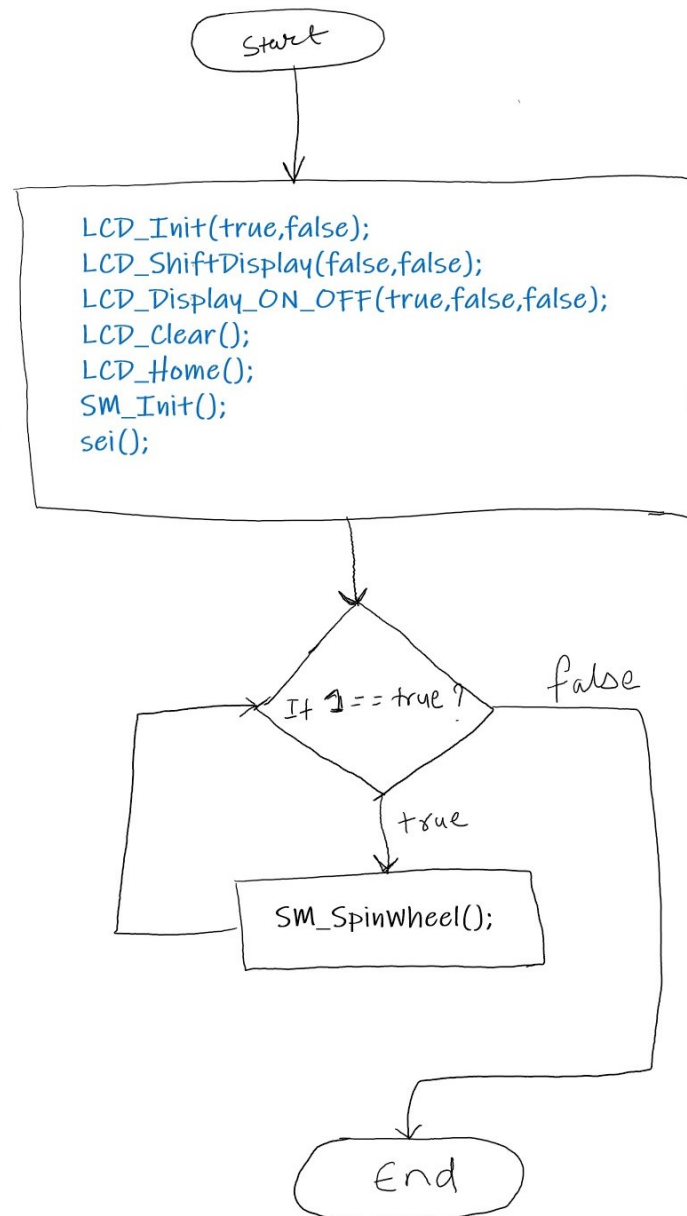 Start
LCD_Init(true,false);
LCD_ShiftDisplay(false,false);
LCD_Display_ON_OFF(true,false,false);
LCD_Clear();
LCD_Home();
SM_Init();
sei();
If 1 == true ?
false
true
SM_SpinWheel();
End